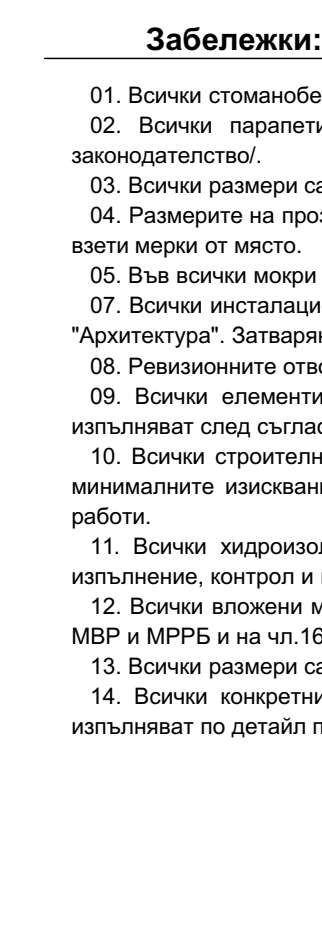 Забележки:
01. Всички стоманобе
02. Всички парапети
законодателство/.
03. Всички размери са
04. Размерите на проз
взети мерки от място.
05. Във всички мокри
07. Всички инсталаци
"Архитектура". Затваря
08. Ревизионните отво
09. Всички елементи
изпълняват след съглас
10. Всички строителн
минималните изисквани
работи.
11. Всички хидроизол
изпълнение, контрол и
12. Всички вложени м
МВР и МРРБ и на чл.16
13. Всички размери са
14. Всички конкретни
изпълняват по детайл п